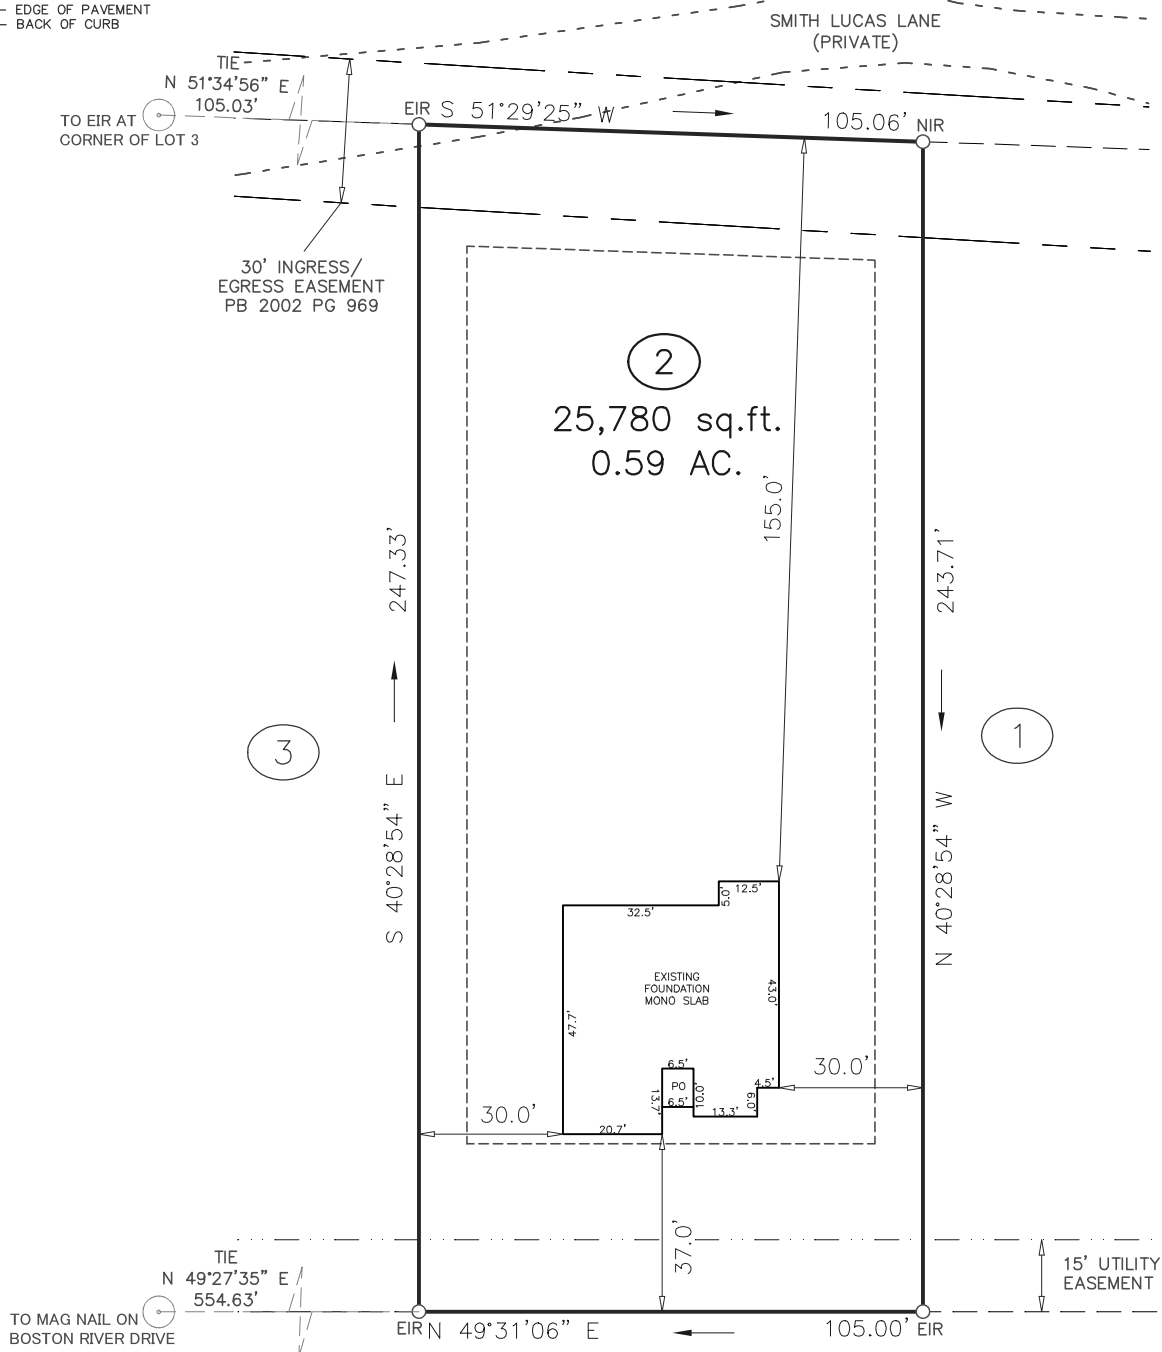 EDGE OF PAVEMENT
BACK OF CURB
SMITH LUCAS LANE
(PRIVATE)
TIE
N 51°34'56" E
105.03'
TO EIR AT
CORNER OF LOT 3
EIR S 51°29'25" W
105.06' NIR
30' INGRESS/
EGRESS EASEMENT
PB 2002 PG 969
2
25,780 sq.ft.
0.59 AC.
155.0'
247.33'
243.71'
3
1
S 40°28'54" E
N 40°28'54" W
12.5'
5.0'
32.5'
EXISTING
FOUNDATION
MONO SLAB
43.0'
47.7'
6.5'
PO
6.5'
13.7'
10.0'
13.3'
6.0'
4.5'
30.0'
30.0'
20.7'
37.0'
TIE
N 49°27'35" E
554.63'
TO MAG NAIL ON
BOSTON RIVER DRIVE
15' UTILITY
EASEMENT
EIR N 49°31'06" E
105.00' EIR